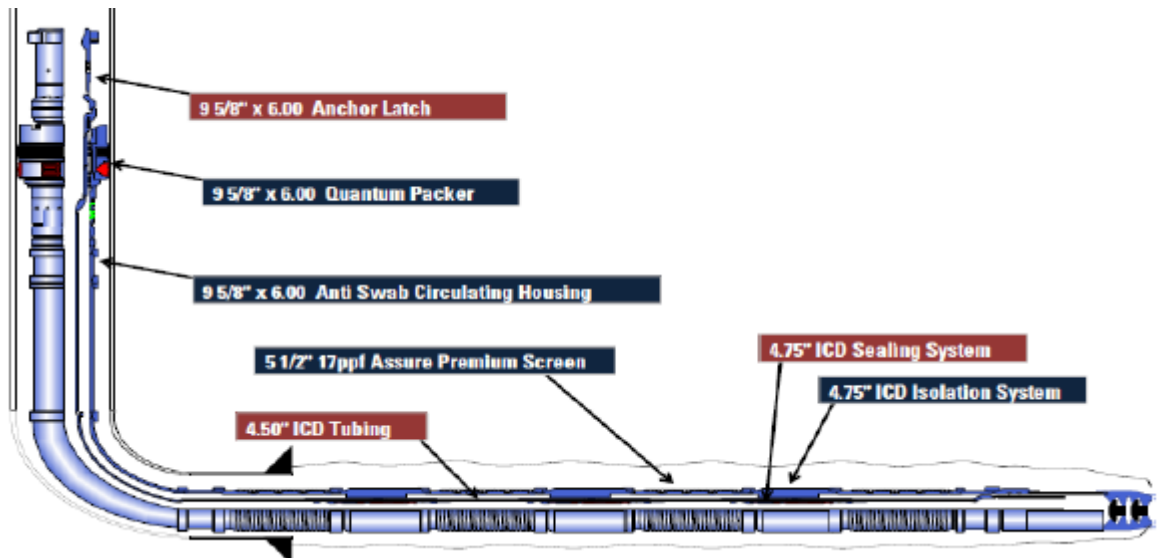 9 5/8" x 6.00 Anchor Latch
9 5/8" x 6.00 Quantum Packer
9 5/8" x 6.00 Anti Swab Circulating Housing
5 1/2" 17ppf Assure Premium Screen
4.75" ICD Sealing System
4.75" ICD Isolation System
4.50" ICD Tubing